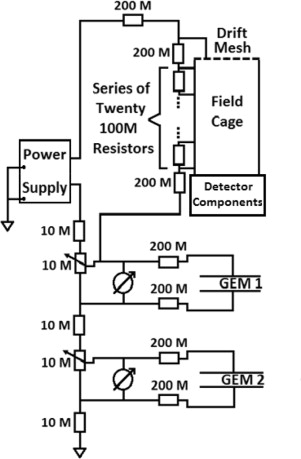 200 M
Drift
Mesh
200 M
Series of
Twenty
100M
Resistors
Field
Cage
Power
Supply
200 M
Detector
Components
10 M
200 M
10 M
GEM 1
200 M
10 M
200 M
10 M
GEM 2
200 M
10 M